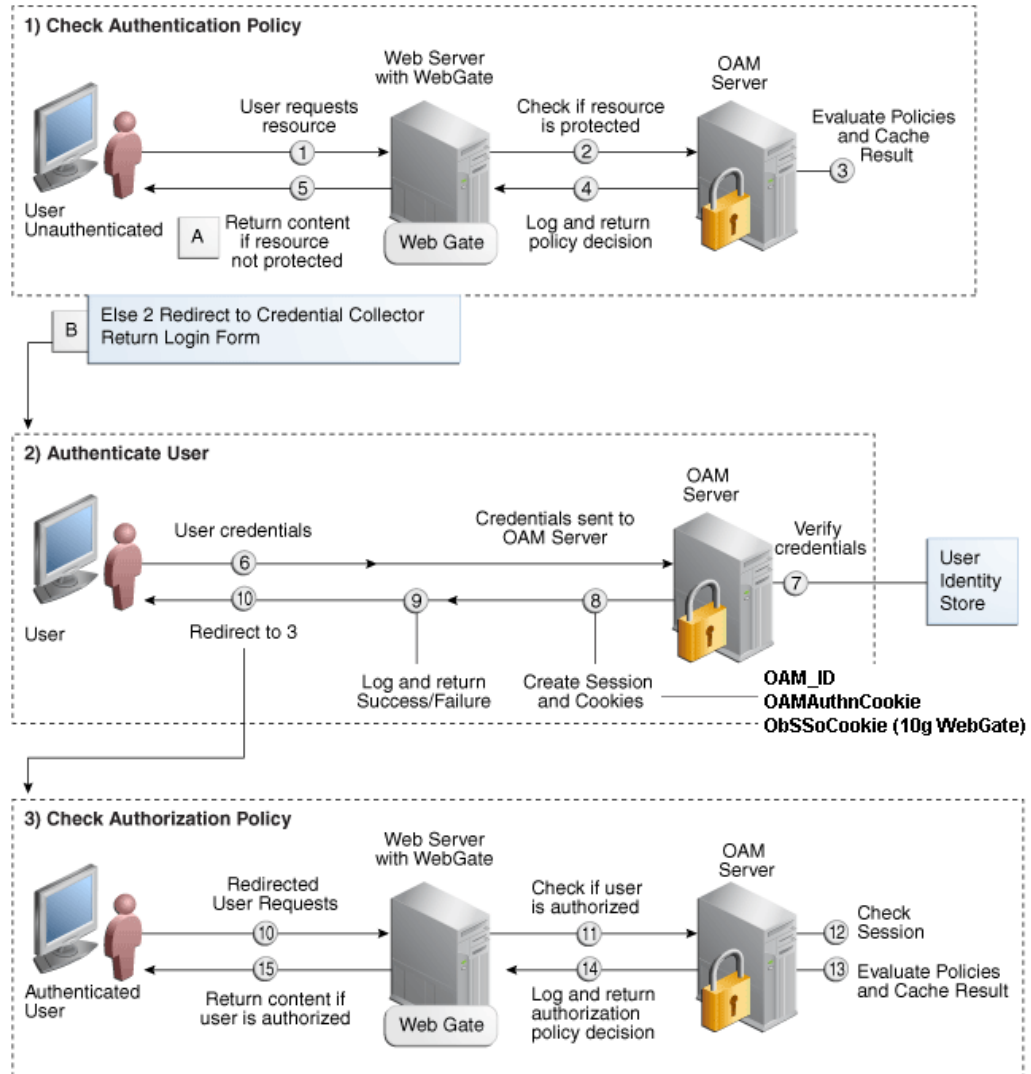 1) Check Authentication Policy
Web Server
with WebGate
OAM
Server
User requests
resource
Check if resource
is protected
Evaluate Policies
and Cache
Result
1
2
3
5
4
User
Unauthenticated
A
Return content
if resource
not protected
Web Gate
Log and return
policy decision
B
Else 2 Redirect to Credential Collector
Return Login Form
2) Authenticate User
OAM
Server
User credentials
Credentials sent to
OAM Server
Verify
credentials
6
7
User
Identity
Store
10
9
8
User
Redirect to 3
Log and return
Success/Failure
Create Session
and Cookies
OAM_ID
OAMAuthnCookie
ObSSoCookie (10g WebGate)
3) Check Authorization Policy
Web Server
with WebGate
OAM
Server
Redirected
User Requests
Check if user
is authorized
10
11
12
Check
Session
15
14
13
Evaluate Policies
and Cache Result
Authenticated
User
Return content if
user is authorized
Web Gate
Log and return
authorization
policy decision